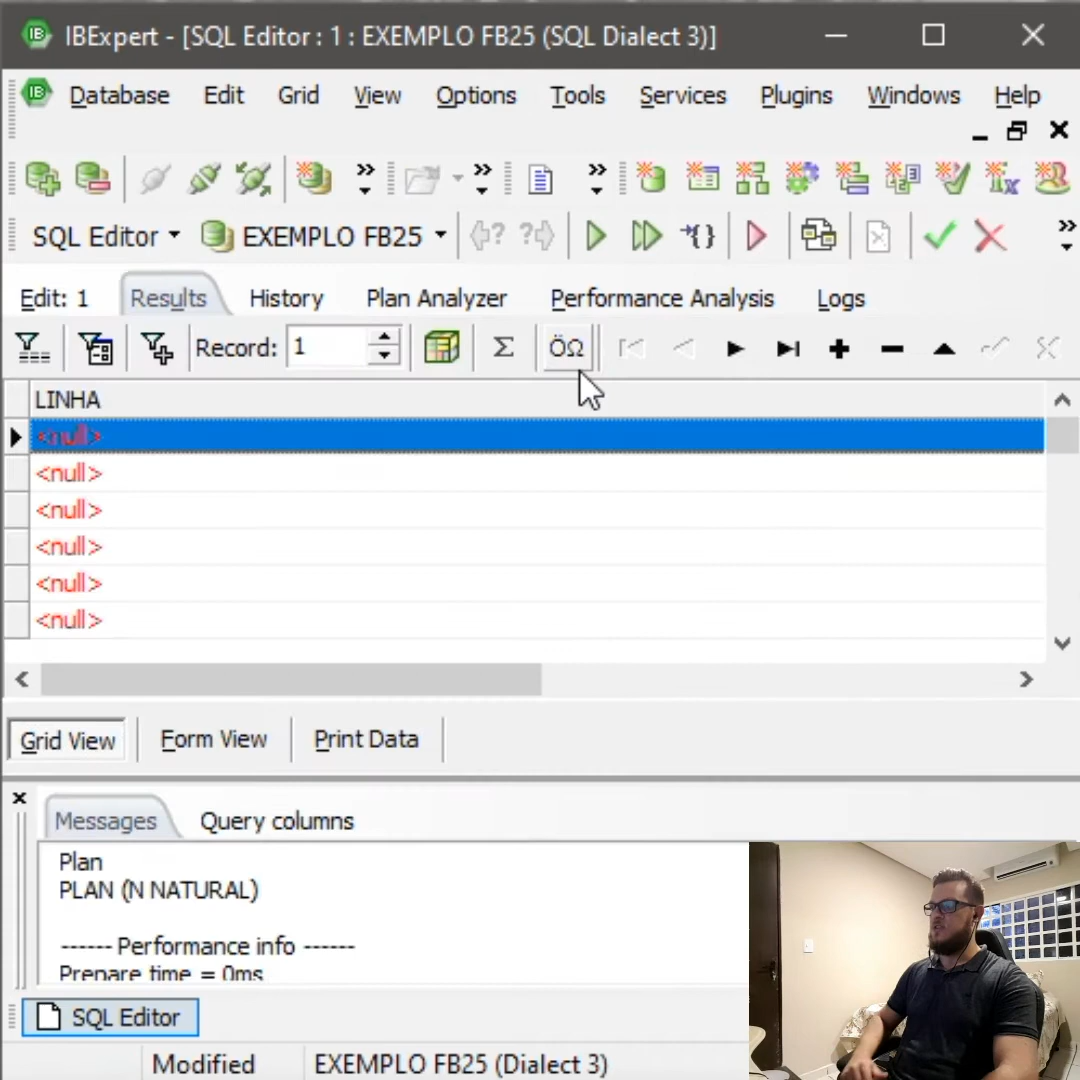 IBExpert - [SQL Editor : 1 : EXEMPLO FB25 (SQL Dialect 3)]
Database Edit Grid View Options Tools Services Plugins Windows Help
SQL Editor EXEMPLO FB25
Edit: 1 Results History Plan Analyzer Performance Analysis Logs
Record: 1 Σ ÖΩ
LINHA
<null>
<null>
<null>
<null>
<null>
<null>
Grid View Form View Print Data
Messages Query columns
Plan
PLAN (N NATURAL)
------ Performance info ------
Prepare time = 0ms
SQL Editor
Modified EXEMPLO FB25 (Dialect 3)